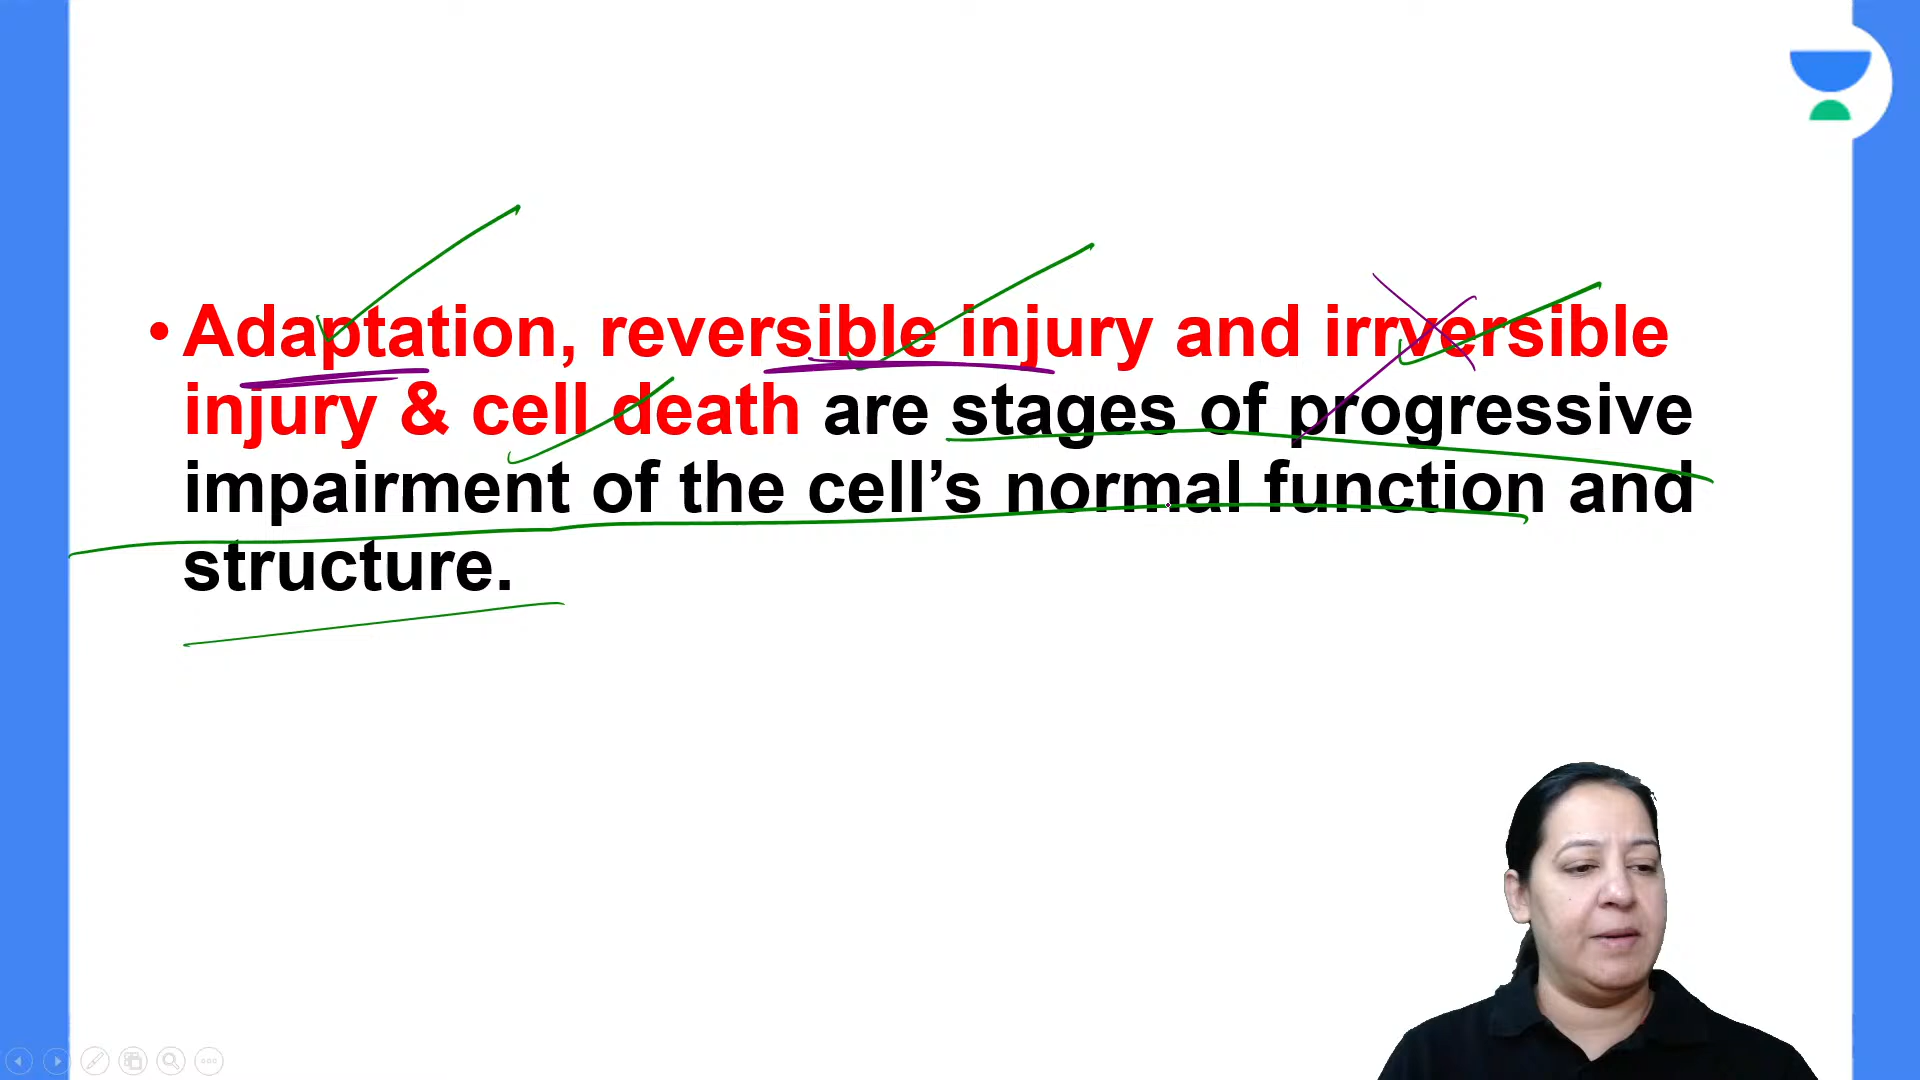 • Adaptation, reversible injury and irrversible
injury & cell death are stages of progressive
impairment of the cell’s normal function and
structure.